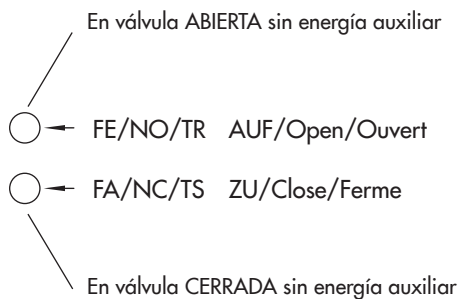 En válvula ABIERTA sin energía auxiliar
FE/NO/TR AUF/Open/Ouvert
FA/NC/TS ZU/Close/Ferme
En válvula CERRADA sin energía auxiliar